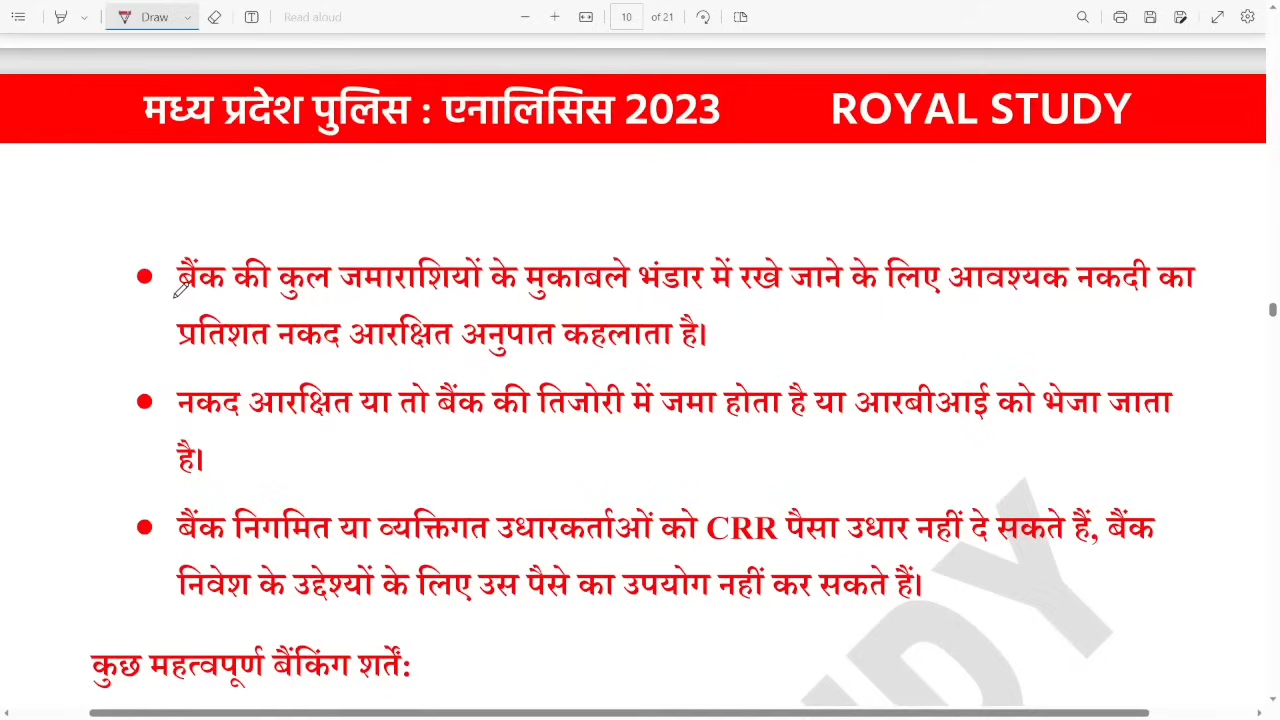 Draw
Read aloud
10
of 21
मध्य प्रदेश पुलिस : एनालिसिस 2023
ROYAL STUDY
बैंक की कुल जमाराशियों के मुकाबले भंडार में रखे जाने के लिए आवश्यक नकदी का
प्रतिशत नकद आरक्षित अनुपात कहलाता है।
नकद आरक्षित या तो बैंक की तिजोरी में जमा होता है या आरबीआई को भेजा जाता
है।
बैंक निगमित या व्यक्तिगत उधारकर्ताओं को CRR पैसा उधार नहीं दे सकते हैं, बैंक
निवेश के उद्देश्यों के लिए उस पैसे का उपयोग नहीं कर सकते हैं।
कुछ महत्वपूर्ण बैंकिंग शर्तें: